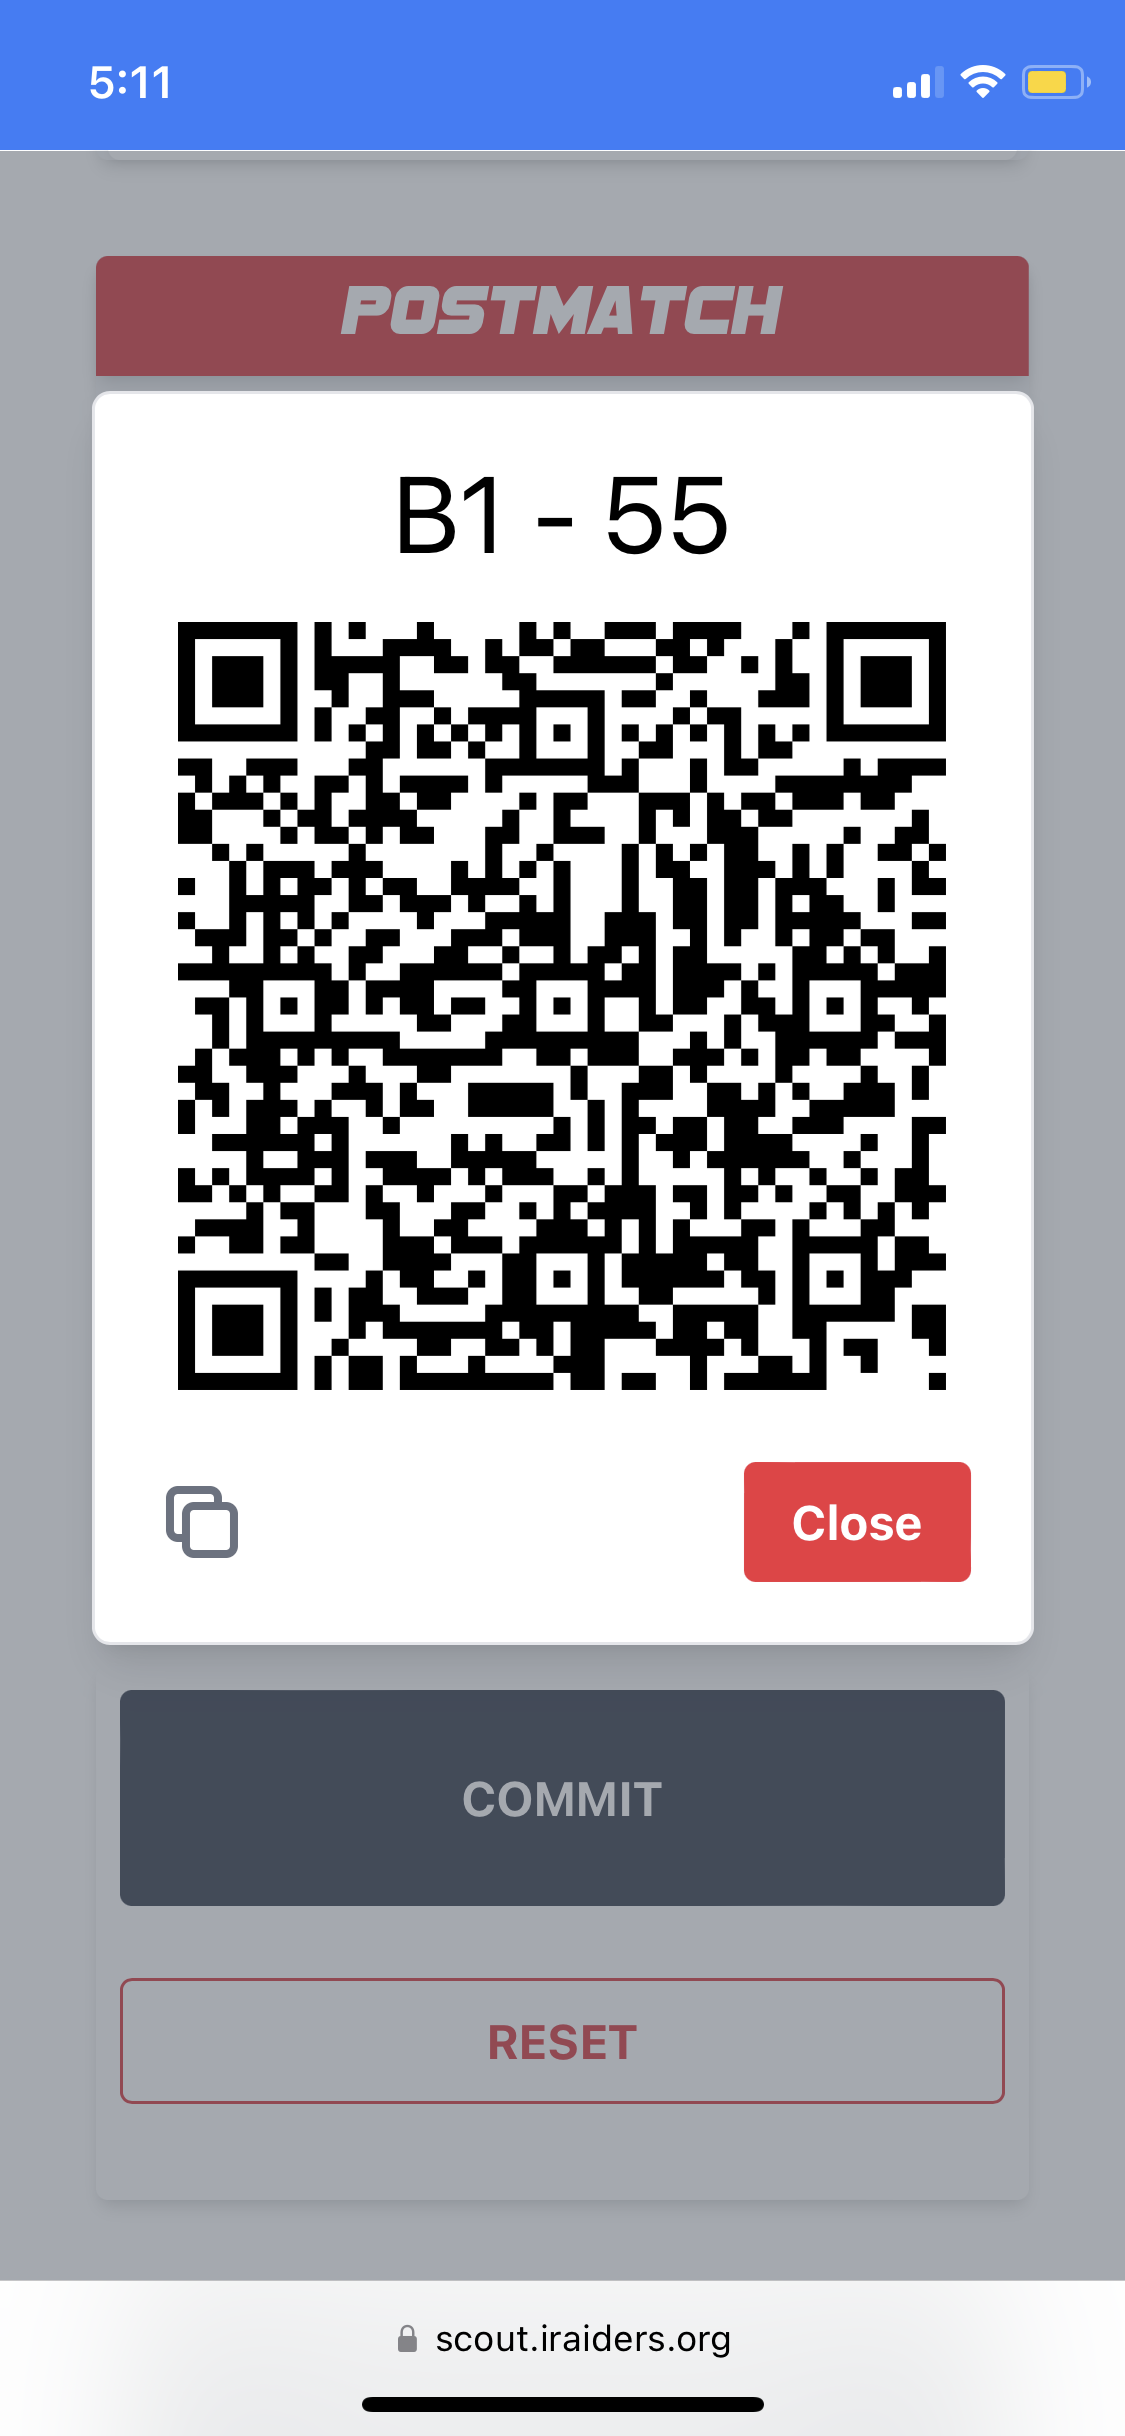 5:11
POSTMATCH
B1 - 55
Close
COMMIT
RESET
scout.iraiders.org